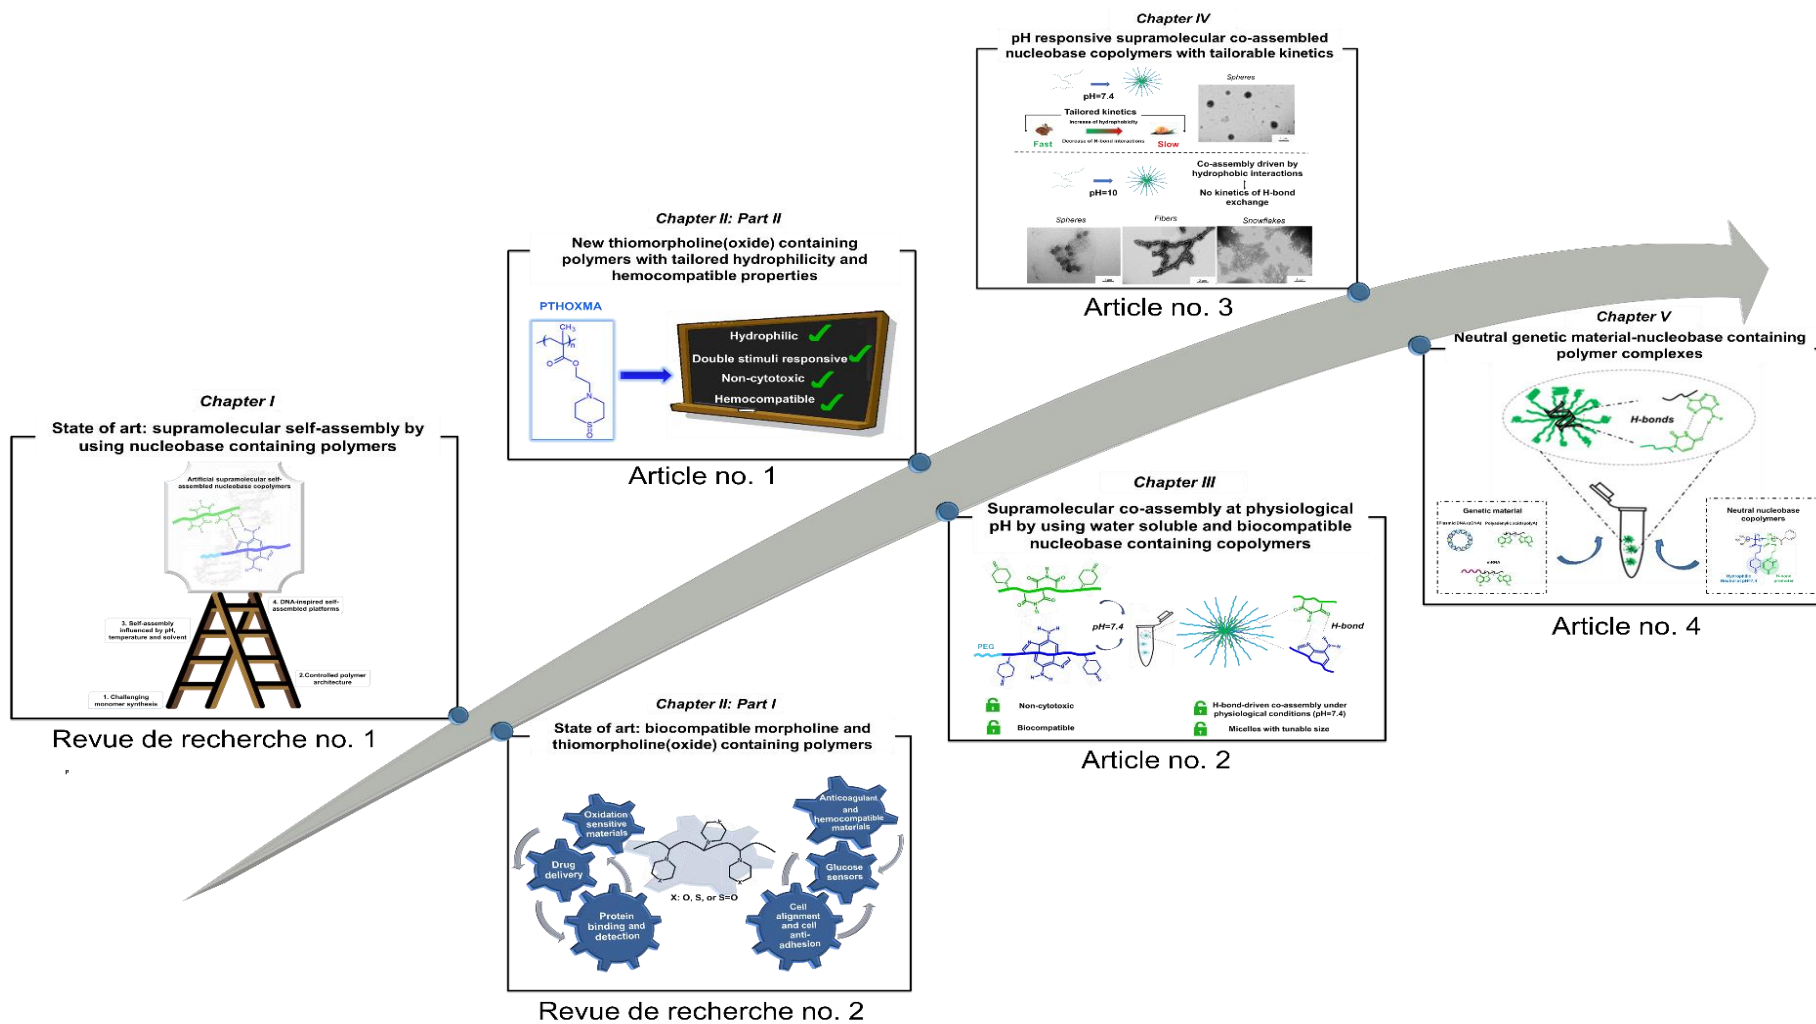 Chapter I
State of art: supramolecular self-assembly by
using nucleobase containing polymers
Artificial supramolecular self-
assembled nucleobase copolymers
4. DNA-inspired self-
assembled platforms
3. Self-assembly
influenced by pH,
temperature and solvent
2.Controlled polymer
architecture
1. Challenging
monomer synthesis
Revue de recherche no. 1
Chapter II: Part II
New thiomorpholine(oxide) containing
polymers with tailored hydrophilicity and
hemocompatible properties
PTHOXMA
CH3
n
O
O
N
S
O
Hydrophilic
Double stimuli responsive
Non-cytotoxic
Hemocompatible
Article no. 1
Chapter II: Part I
State of art: biocompatible morpholine and
thiomorpholine(oxide) containing polymers
Oxidation
sensitive
materials
Drug
delivery
Protein
binding and
detection
X: O, S, or S=O
Anticoagulant
and
hemocompatible
materials
Glucose
sensors
Cell
alignment
and cell
anti-
adhesion
Revue de recherche no. 2
Chapter IV
pH responsive supramolecular co-assembled
nucleobase copolymers with tailorable kinetics
pH=7.4
Spheres
Tailored kinetics
Increase of hydrophobicity
Fast
Decrease of H-bond interactions
Slow
pH=10
Co-assembly driven by
hydrophobic interactions
No kinetics of H-bond
exchange
Spheres
Fibers
Snowflakes
Article no. 3
Chapter III
Supramolecular co-assembly at physiological
pH by using water soluble and biocompatible
nucleobase containing copolymers
pH=7.4
PEG
H-bond
Non-cytotoxic
Biocompatible
H-bond-driven co-assembly under
physiological conditions (pH=7.4)
Micelles with tunable size
Article no. 2
Chapter V
Neutral genetic material-nucleobase containing
polymer complexes
H-bonds
Genetic material
Neutral nucleobase
copolymers
Hydrophilic
Article no. 4